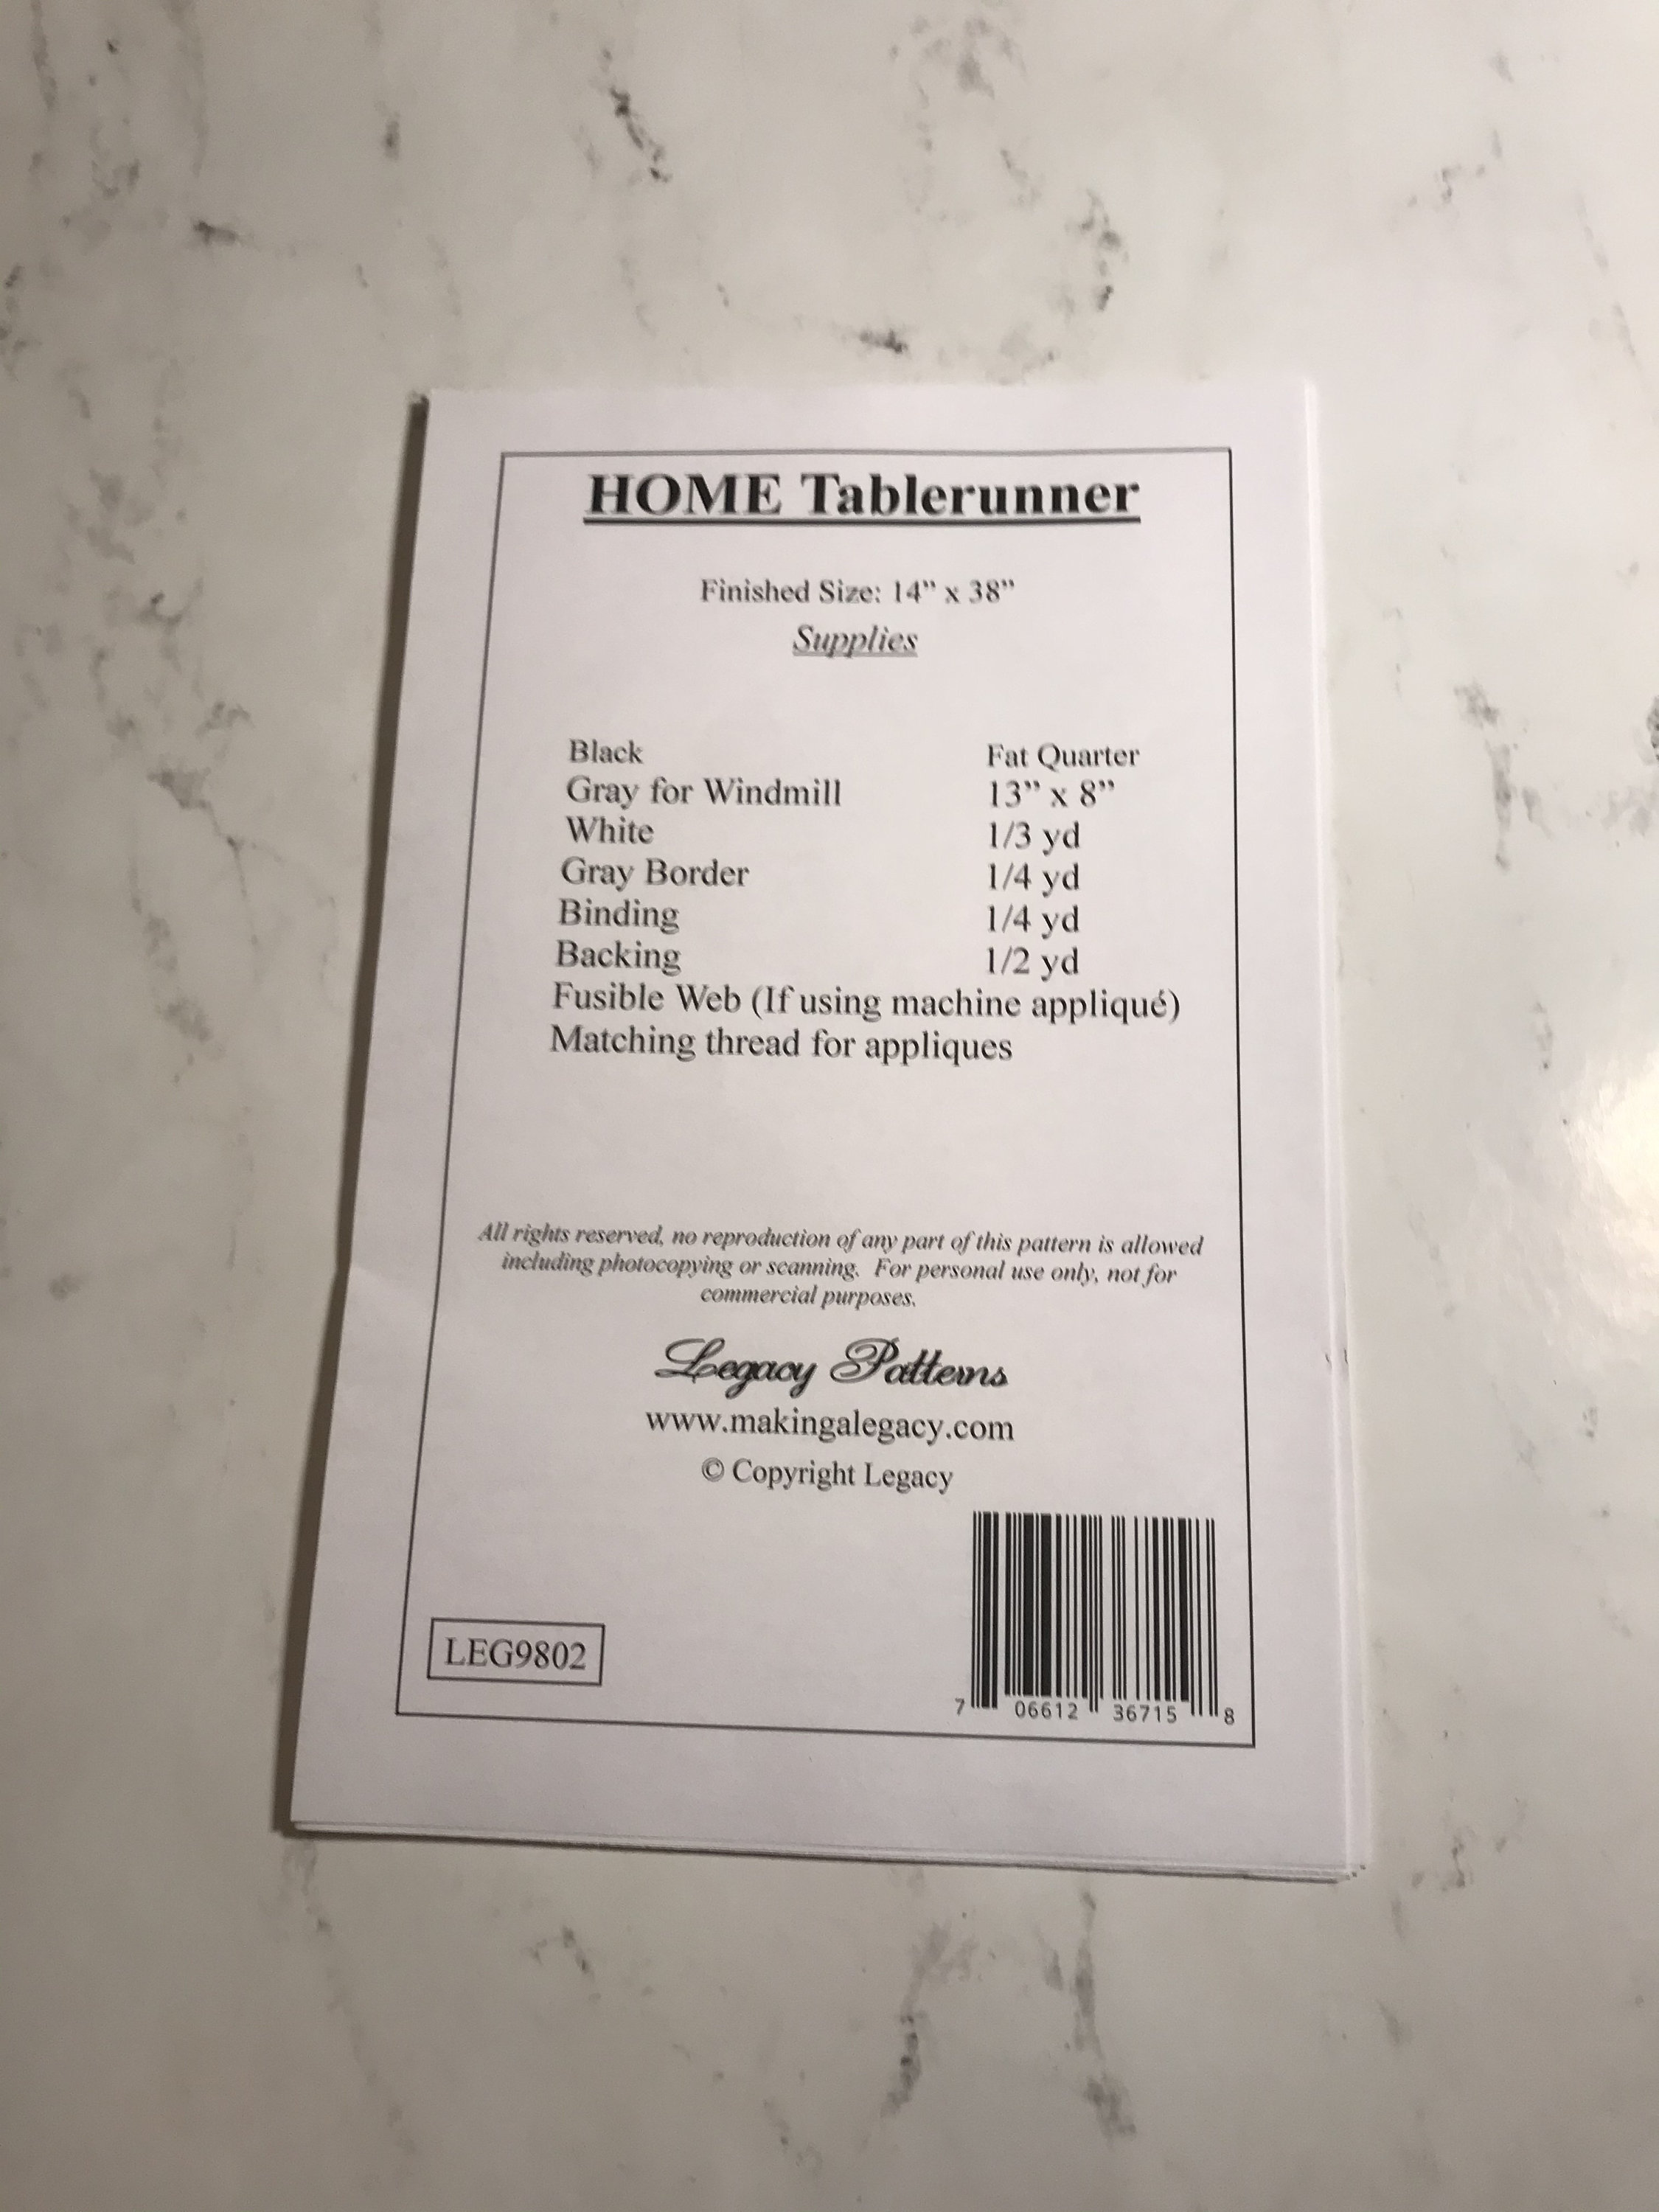 HOME Tablerunner
Finished Size: 14” x 38”
Supplies
Black Fat Quarter
Gray for Windmill 13” x 8”
White 1/3 yd
Gray Border 1/4 yd
Binding 1/4 yd
Backing 1/2 yd
Fusible Web (If using machine appliqué)
Matching thread for appliques
All rights reserved, no reproduction of any part of this pattern is allowed
including photocopying or scanning. For personal use only, not for
commercial purposes.
Legacy Patterns
www.makingalegacy.com
© Copyright Legacy
LEG9802
7 06612 36715 8